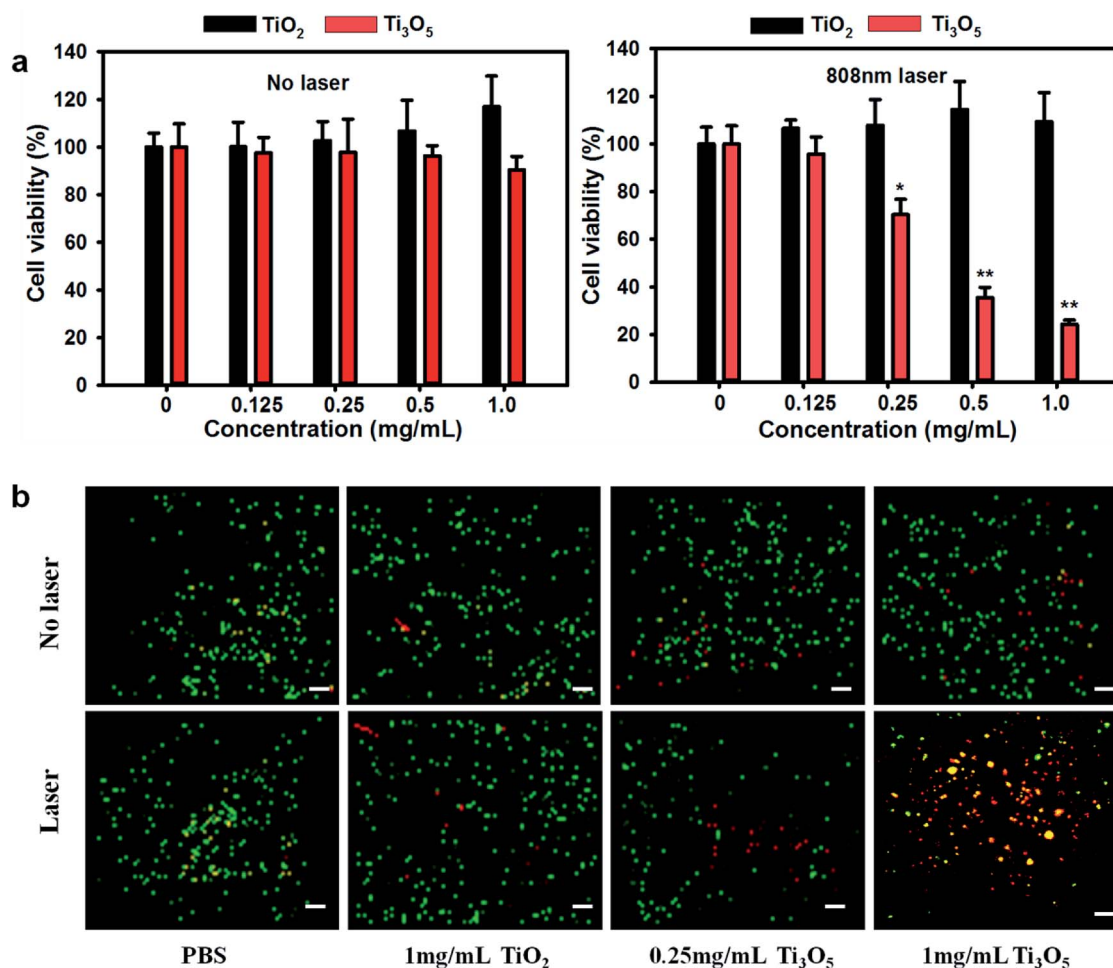 TiO₂ Ti₃O₅
TiO₂ Ti₃O₅
a
No laser
140
120
100
80
60
40
20
0
Cell viability (%)
0 0.125 0.25 0.5 1.0
Concentration (mg/mL)
808nm laser
140
120
100
80
60
40
20
0
Cell viability (%)
*
**
**
0 0.125 0.25 0.5 1.0
Concentration (mg/mL)
b
No laser
Laser
PBS 1mg/mL TiO₂ 0.25mg/mL Ti₃O₅ 1mg/mL Ti₃O₅